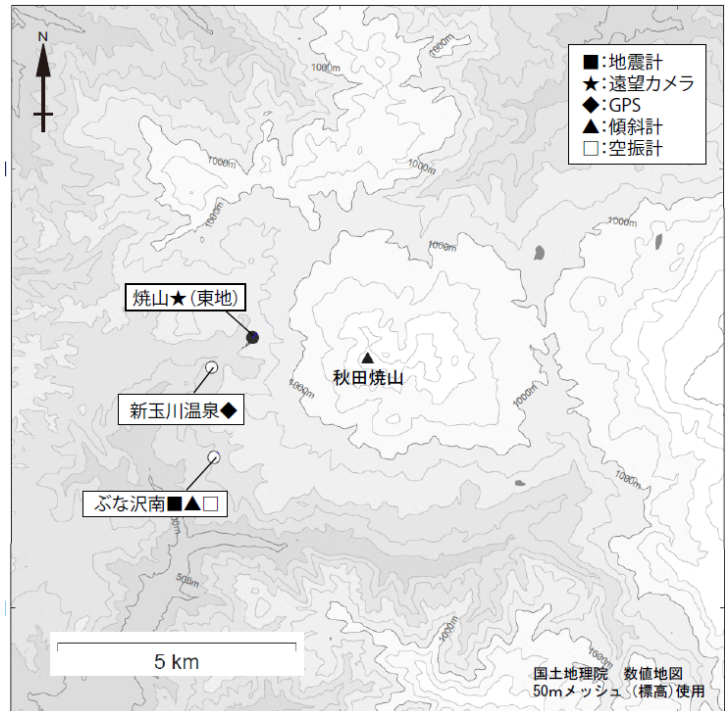 N
■:地震計
★:遠望カメラ
◆:GPS
▲:傾斜計
□:空振計
1000m
1000m
1000m
1000m
1000m
1000m
焼山★(東地)
秋田焼山
1000m
1000m
新玉川温泉◆
ぶな沢南■▲□
500m
1000m
1000m
5 km
国土地理院 数値地図
50mメッシュ(標高)使用